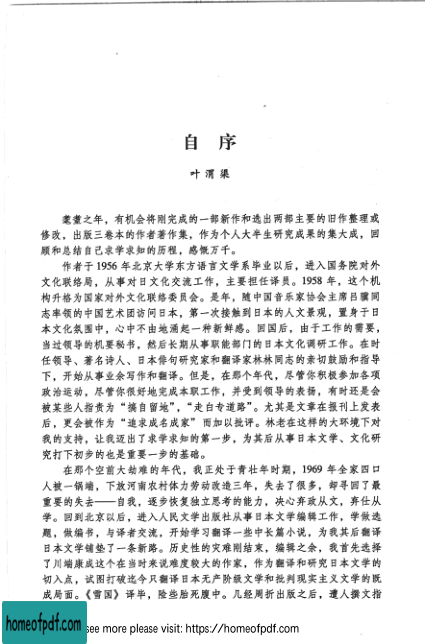 自 序
叶 渭 渠
耄耋之年，有机会将刚完成的一部新作和选出两部主要的旧作整理或
修改，出版三卷本的作者著作集，作为个人大半生研究成果的集大成，回
顾和总结自己求学求知的历程，感慨万千。
作者于 1956 年北京大学东方语言文学系毕业以后，进入国务院对外
文化联络局，从事对日文化交流工作，主要担任译员。1958 年，这个机
构升格为国家对外文化联络委员会。是年，随中国音乐家协会主席吕骥同
志率领的中国艺术团访问日本，第一次接触到日本的人文景观，置身于日
本文化氛围中，心中不由地涌起一种新鲜感。回国后，由于工作的需要，
当过领导的机要秘书，然后长期从事职能部门的日本文化调研工作。在时
任领导、著名诗人、日本俳句研究家和翻译家林林同志的亲切鼓励和指导
下，开始从事业余写作和翻译。但是，在那个年代，尽管你积极参加各项
政治运动，尽管你很好地完成本职工作，并受到领导的表扬，有时还是会
被某些人指责为“搞自留地”，“走白专道路”。尤其是文章在报刊上发表
后，更会被作为“追求成名成家”而加以批评。林老在这样的大环境下对
我的支持，让我迈出了求学求知的第一步，为其后从事日本文学、文化研
究打下初步的也是重要一步的基础。
在那个空前大劫难的年代，我正处于青壮年时期，1969 年全家四口
人被一锅端，下放河南农村体力劳动改造三年，失去了很多，却寻回了最
重要的失去——自我，逐步恢复独立思考的能力，决心弃政从文，弃仕从
学。回到北京以后，进入人民文学出版社从事日本文学编辑工作，学做选
题，做编书，与译者交流，开始学习翻译一些中长篇小说，为我其后翻译
日本文学铺垫了一条新路。历史性的灾难刚结束，编辑之余，我首先选择
了川端康成这个在当时来说难度较大的作家，作为翻译和研究日本文学的
切入点，试图打破迄今只翻译日本无产阶级文学和批判现实主义文学的既
成局面。《雪国》译毕，险些胎死腹中。几经周折出版之后，遭人撰文指
homeofpdf.com
see more please visit: https://homeofpdf.com